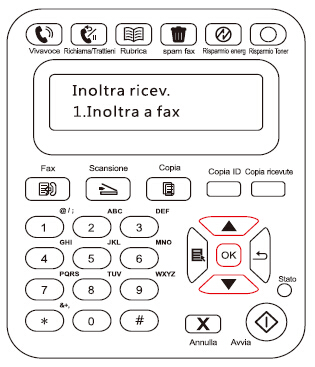 Vivavoce Richiama/Trattieni Rubrica spam fax Risparmio energ Risparmio Toner
Inoltra ricev.
1.Inoltra a fax
Fax Scansione Copia Copia ID Copia ricevute
@/; ABC DEF
1 2 3
GHI JKL MNO
4 5 6
PQRS TUV WXYZ
7 8 9
&+,
* 0 #
OK
Stato
X
Annulla Avvia